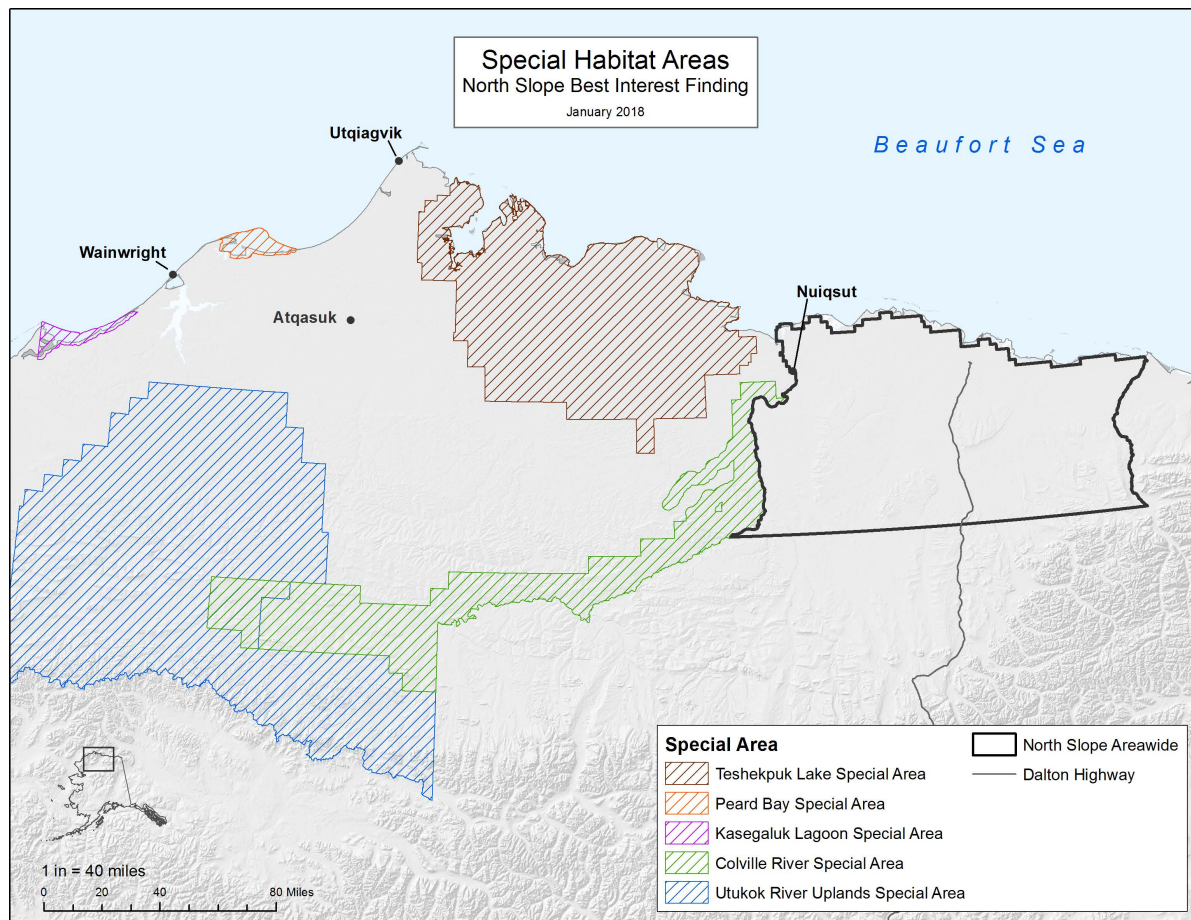 Special Habitat Areas
North Slope Best Interest Finding
January 2018
Utqiagvik
Beaufort Sea
Wainwright
Nuiqsut
Atqasuk
Special Area
Teshekpuk Lake Special Area
Peard Bay Special Area
Kasegaluk Lagoon Special Area
Colville River Special Area
Utukok River Uplands Special Area
North Slope Areawide
Dalton Highway
1 in = 40 miles
0 20 40 80 Miles